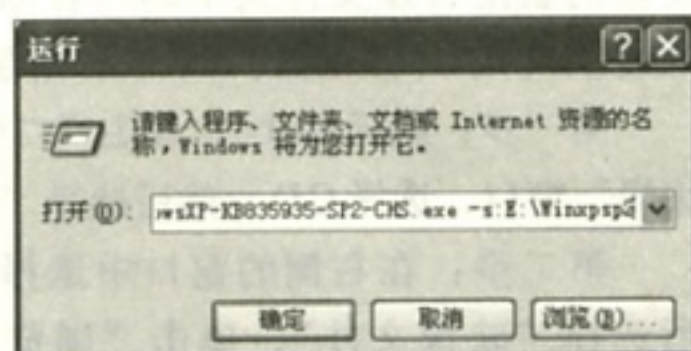 运行
请键入程序、文件夹、文档或 Internet 资源的名
称，Windows 将为您打开它。
打开(O): wsXP-KB835935-SP2-CHS.exe -s:E:\Winxpsp2
确定 取消 浏览(B)...